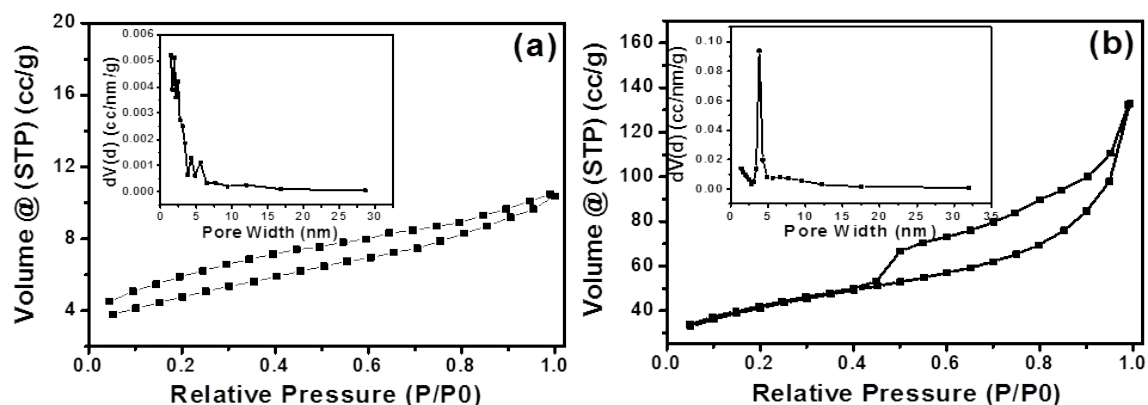 (a)
Volume @ (STP) (cc/g)
20
16
12
8
4
0.0 0.2 0.4 0.6 0.8 1.0
Relative Pressure (P/P0)
dV(d) (cc/nm/g)
0.006
0.005
0.004
0.003
0.002
0.001
0.000
0 5 10 15 20 25 30
Pore Width (nm)
(b)
Volume @ (STP) (cc/g)
160
140
120
100
80
60
40
0.0 0.2 0.4 0.6 0.8 1.0
Relative Pressure (P/P0)
dV(d) (cc/nm/g)
0.10
0.08
0.06
0.04
0.02
0.00
0 5 10 15 20 25 30 35
Pore Width (nm)